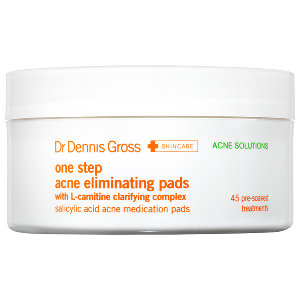 Dr Dennis Gross + SKINCARE ACNE SOLUTIONS
one step
acne eliminating pads
with L-carnitine clarifying complex
salicylic acid acne medication pads
45 pre-soaked
treatments